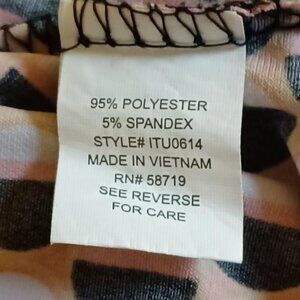 95% POLYESTER
5% SPANDEX
STYLE# ITU0614
MADE IN VIETNAM
RN# 58719
SEE REVERSE
FOR CARE